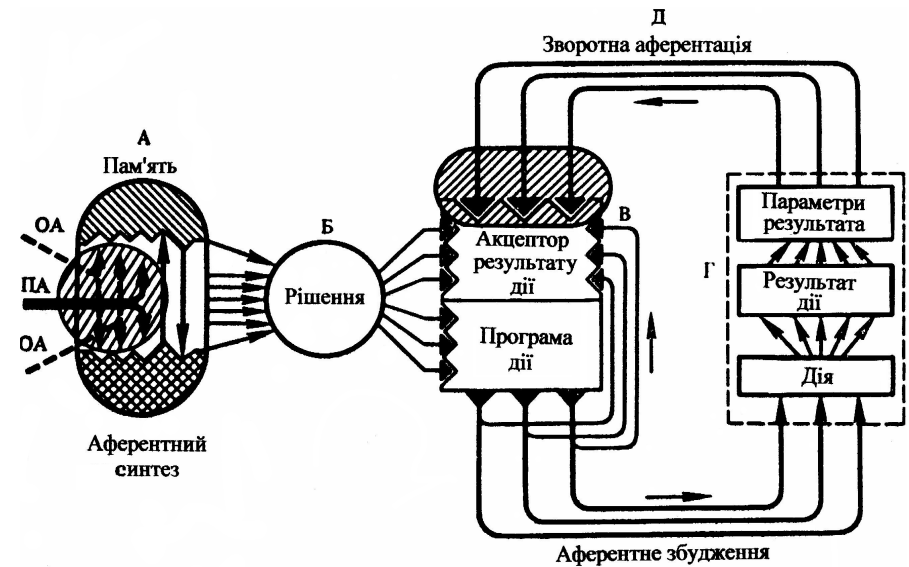 Д
Зворотна аферентація
А
Пам'ять
ОА
ПА
ОА
Аферентний
синтез
Б
Рішення
В
Акцептор
результату
дії
Програма
дії
Г
Параметри
результата
Результат
дії
Дія
Аферентне збудження